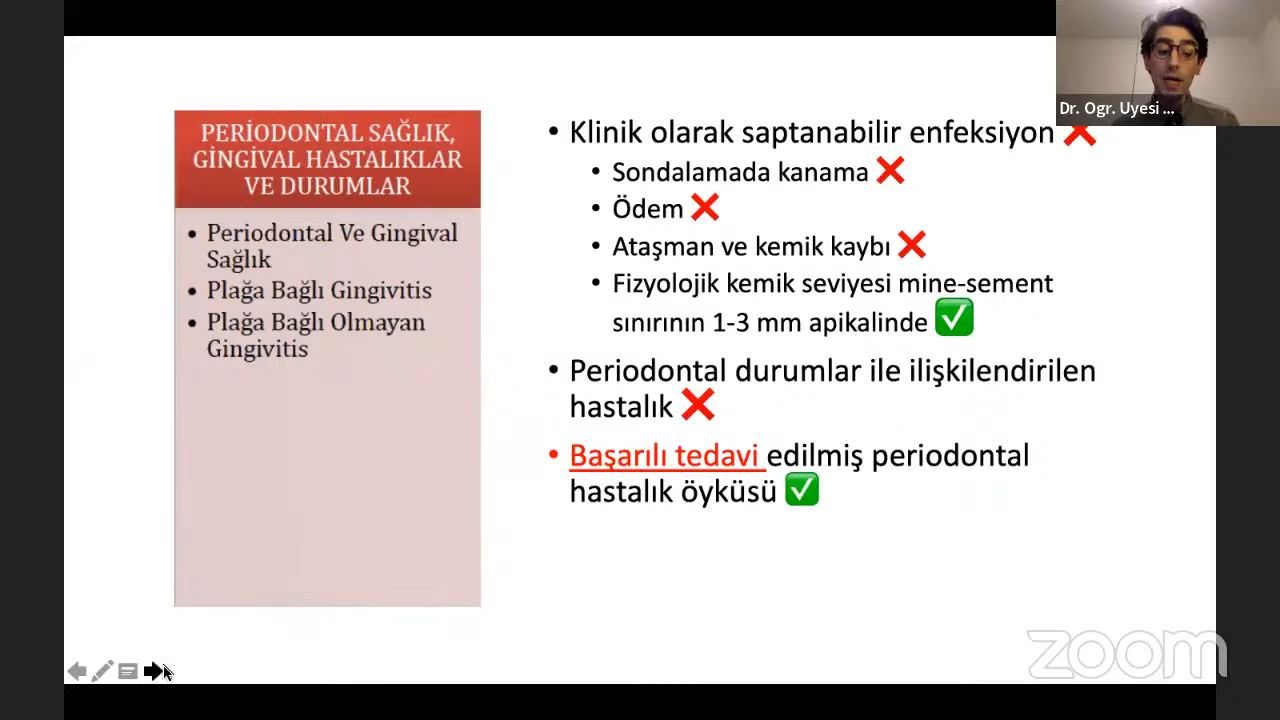 Dr. Ogr. Uyesi ...
PERİODONTAL SAĞLIK,
GİNGİVAL HASTALIKLAR
VE DURUMLAR
• Periodontal Ve Gingival
Sağlık
• Plağa Bağlı Gingivitis
• Plağa Bağlı Olmayan
Gingivitis
• Klinik olarak saptanabilir enfeksiyon ❌
• Sondalamada kanama ❌
• Ödem ❌
• Ataşman ve kemik kaybı ❌
• Fizyolojik kemik seviyesi mine-sement
sınırının 1-3 mm apikalinde ✅
• Periodontal durumlar ile ilişkilendirilen
hastalık ❌
• Başarılı tedavi edilmiş periodontal
hastalık öyküsü ✅
zoom